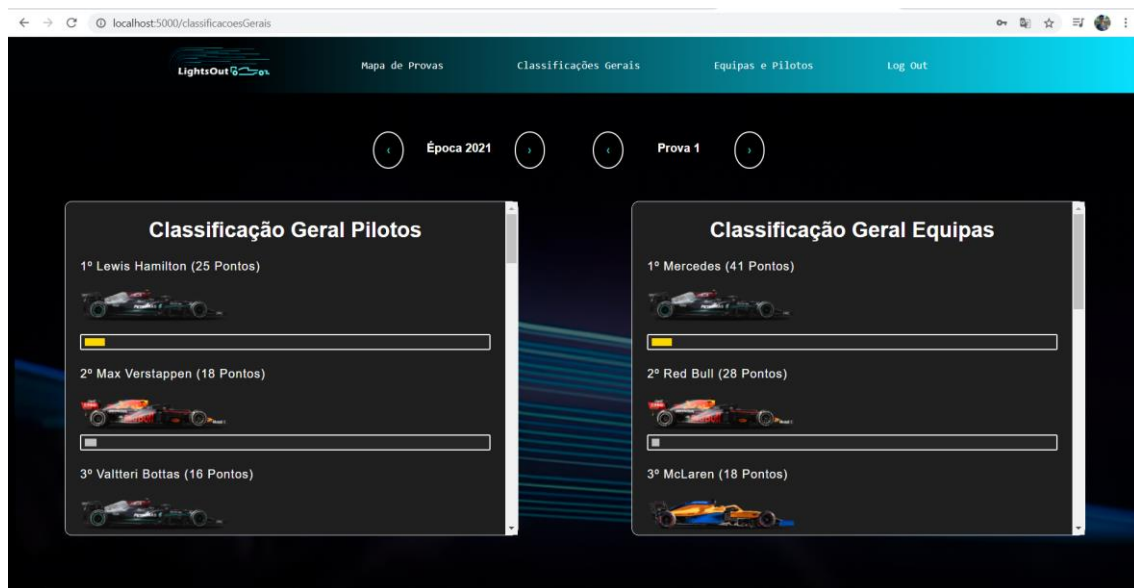 localhost:5000/classificacoesGerais
LightsOut
Mapa de Provas
Classificações Gerais
Equipas e Pilotos
Log Out
‹ Época 2021 › ‹ Prova 1 ›
Classificação Geral Pilotos
1º Lewis Hamilton (25 Pontos)
2º Max Verstappen (18 Pontos)
3º Valtteri Bottas (16 Pontos)
Classificação Geral Equipas
1º Mercedes (41 Pontos)
2º Red Bull (28 Pontos)
3º McLaren (18 Pontos)